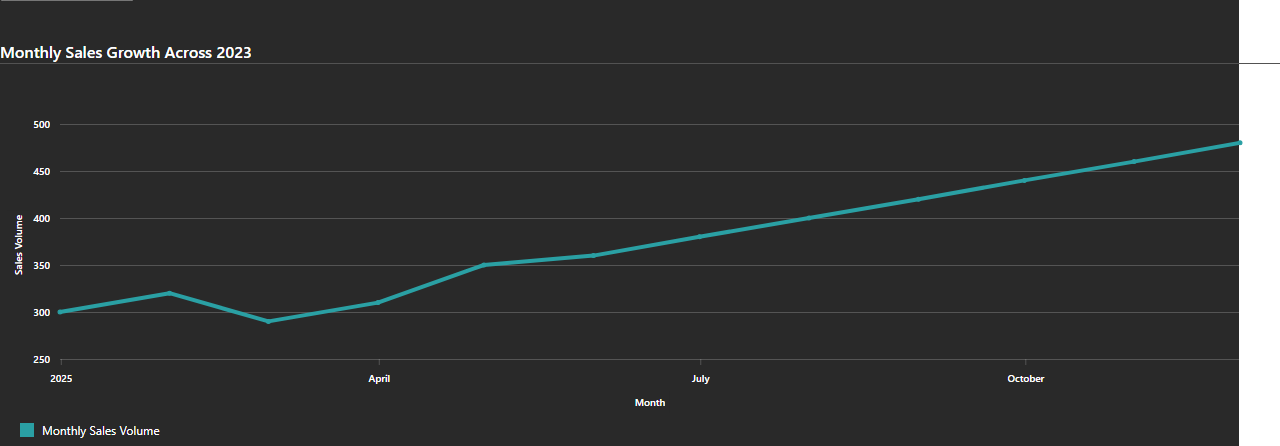 Monthly Sales Growth Across 2023
500
450
400
350
300
250
Sales Volume
2025 April July October
Month
Monthly Sales Volume